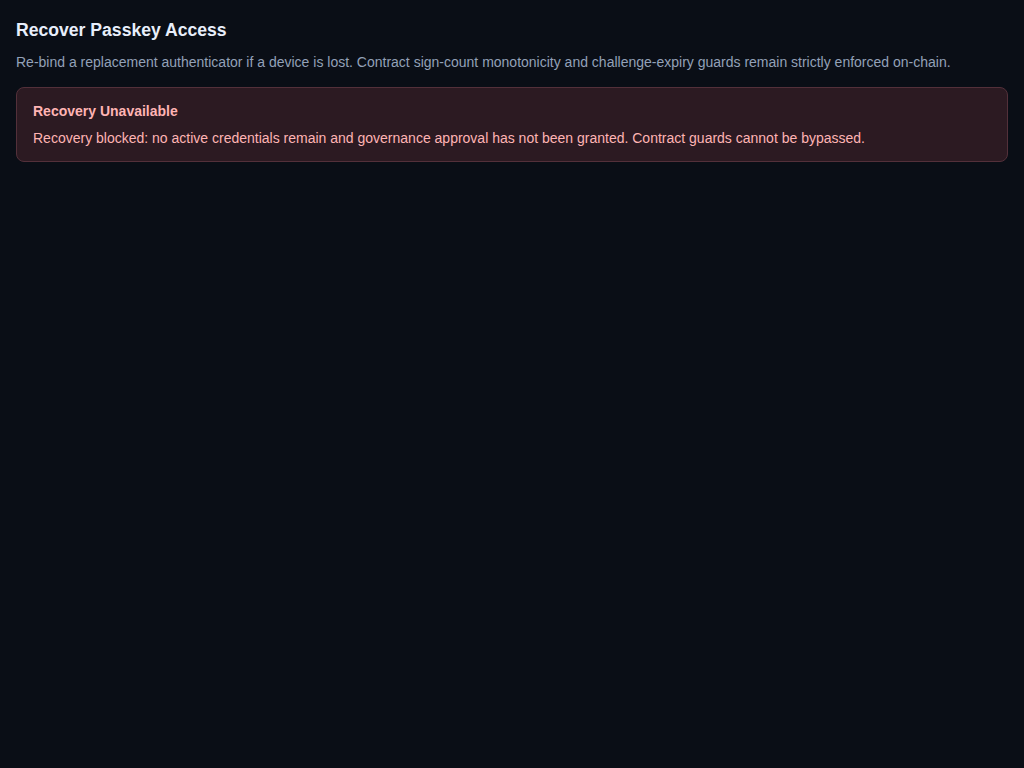 Recover Passkey Access
Re-bind a replacement authenticator if a device is lost. Contract sign-count monotonicity and challenge-expiry guards remain strictly enforced on-chain.
Recovery Unavailable
Recovery blocked: no active credentials remain and governance approval has not been granted. Contract guards cannot be bypassed.